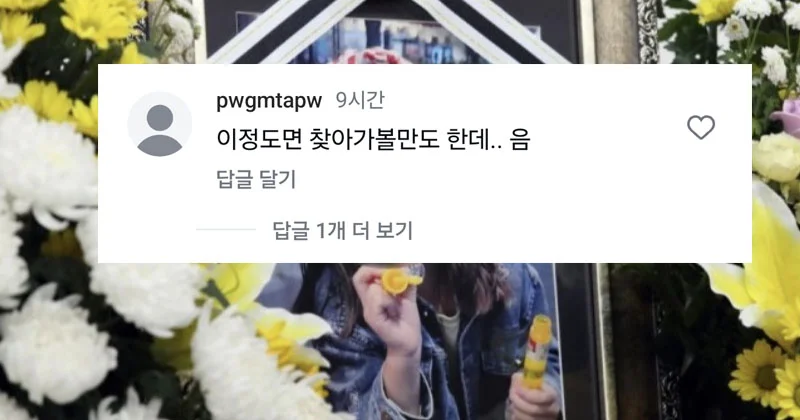 pwgmtapw 9시간
이정도면 찾아가볼만도 한데.. 음
답글 달기
답글 1개 더 보기